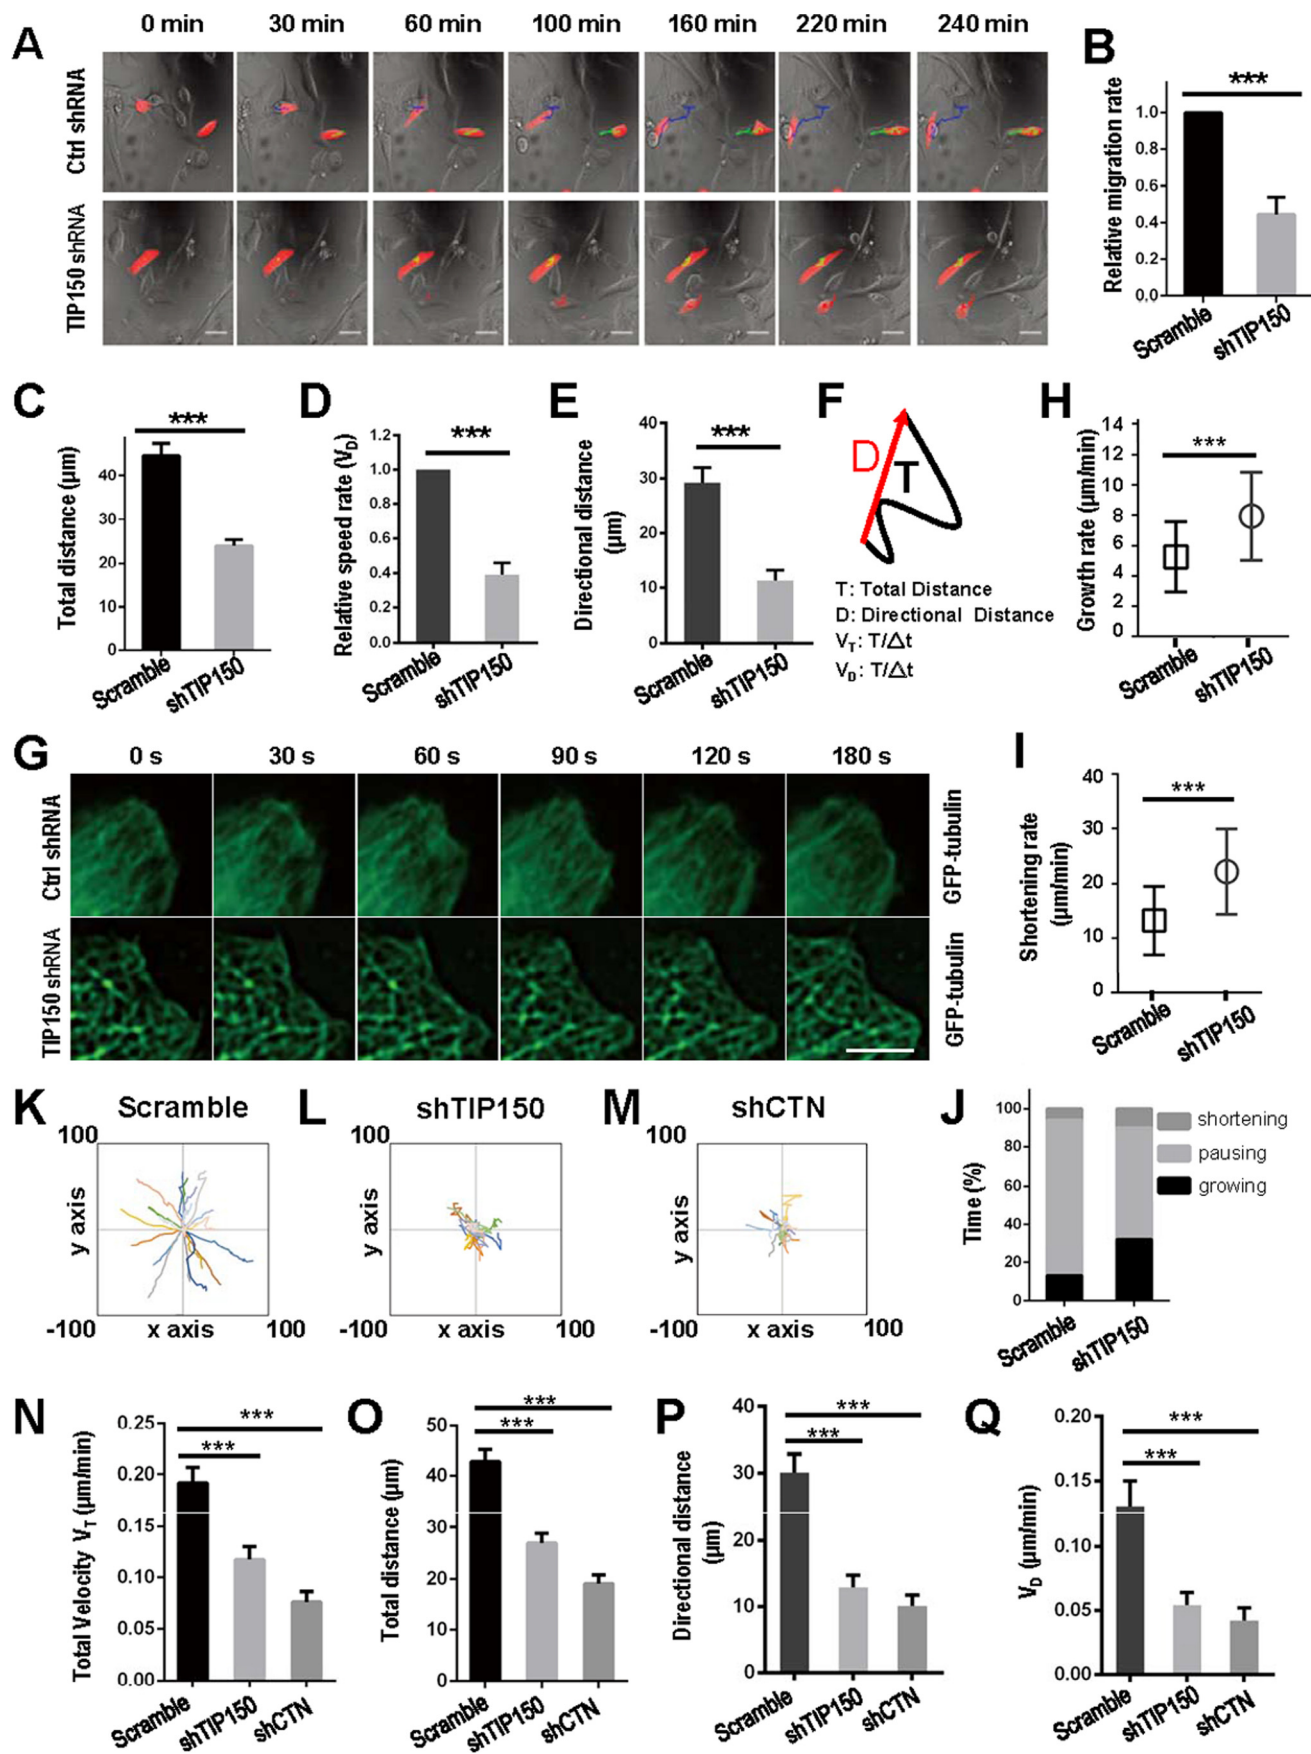 A
0 min 30 min 60 min 100 min 160 min 220 min 240 min
Ctrl shRNA
TIP150 shRNA
B
Relative migration rate
***
1.0
0.8
0.6
0.4
0.2
0.0
Scramble shTIP150
C
Total distance (µm)
***
40
30
20
10
0
Scramble shTIP150
D
Relative speed rate (VD)
***
1.2
1.0
0.8
0.6
0.4
0.2
0.0
Scramble shTIP150
E
Directional distance
(µm)
***
40
30
20
10
0
Scramble shTIP150
F
D
T
T: Total Distance
D: Directional Distance
VT: T/Δt
VD: T/Δt
H
Growth rate (µm/min)
***
14
12
10
8
6
4
2
0
Scramble shTIP150
G
0 s 30 s 60 s 90 s 120 s 180 s
Ctrl shRNA
GFP-tubulin
TIP150 shRNA
GFP-tubulin
I
Shortening rate
(µm/min)
***
40
30
20
10
0
Scramble shTIP150
K
Scramble
100
y axis
-100 x axis 100
L
shTIP150
100
y axis
-100 x axis 100
M
shCTN
100
y axis
-100 x axis 100
J
Time (%)
100
80
60
40
20
0
shortening
pausing
growing
Scramble shTIP150
N
Total Velocity VT (µm/min)
***
***
0.25
0.20
0.15
0.10
0.05
0.00
Scramble shTIP150 shCTN
O
Total distance (µm)
***
***
50
40
30
20
10
0
Scramble shTIP150 shCTN
P
Directional distance
(µm)
***
***
40
30
20
10
0
Scramble shTIP150 shCTN
Q
VD (µm/min)
***
***
0.20
0.15
0.10
0.05
0.00
Scramble shTIP150 shCTN